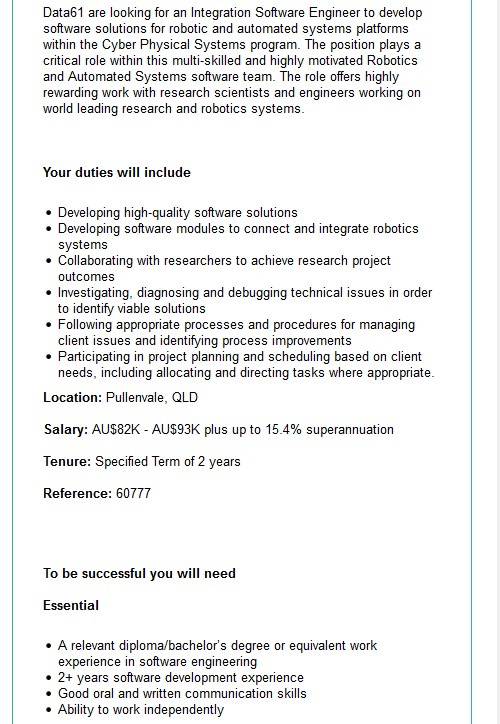 Data61 are looking for an Integration Software Engineer to develop
software solutions for robotic and automated systems platforms
within the Cyber Physical Systems program. The position plays a
critical role within this multi-skilled and highly motivated Robotics
and Automated Systems software team. The role offers highly
rewarding work with research scientists and engineers working on
world leading research and robotics systems.
Your duties will include
• Developing high-quality software solutions
• Developing software modules to connect and integrate robotics
systems
• Collaborating with researchers to achieve research project
outcomes
• Investigating, diagnosing and debugging technical issues in order
to identify viable solutions
• Following appropriate processes and procedures for managing
client issues and identifying process improvements
• Participating in project planning and scheduling based on client
needs, including allocating and directing tasks where appropriate.
Location: Pullenvale, QLD
Salary: AU$82K - AU$93K plus up to 15.4% superannuation
Tenure: Specified Term of 2 years
Reference: 60777
To be successful you will need
Essential
• A relevant diploma/bachelor's degree or equivalent work
experience in software engineering
• 2+ years software development experience
• Good oral and written communication skills
• Ability to work independently